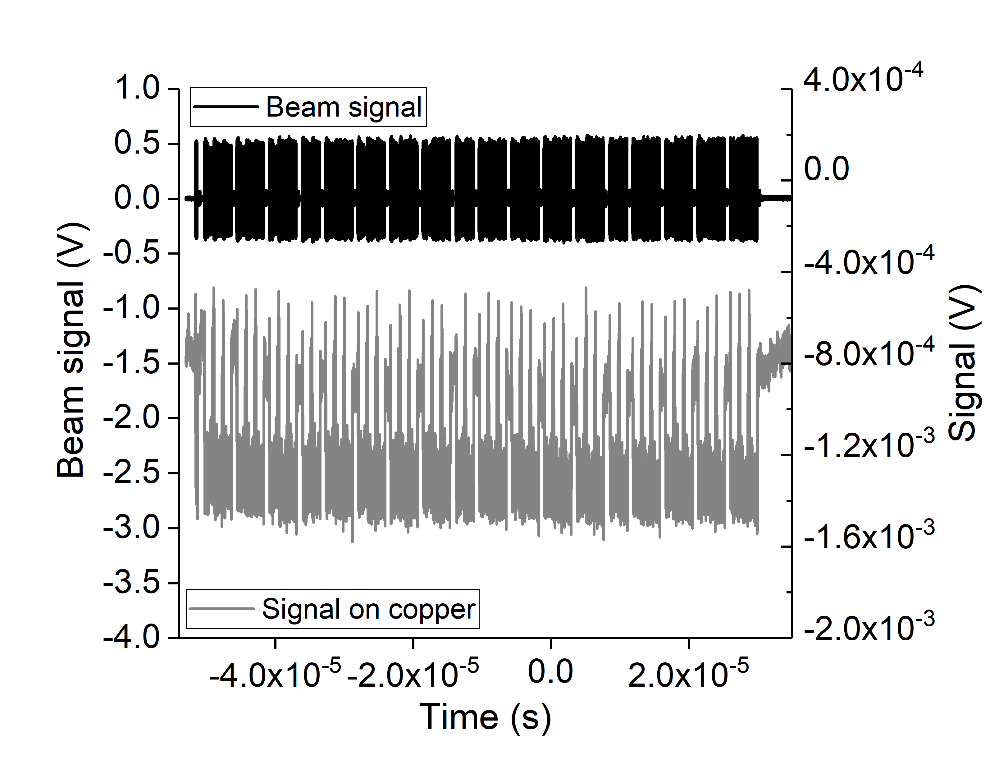 Beam signal (V)
1.0
0.5
0.0
-0.5
-1.0
-1.5
-2.0
-2.5
-3.0
-3.5
-4.0
Beam signal
Signal on copper
4.0x10⁻⁴
0.0
-4.0x10⁻⁴
-8.0x10⁻⁴
-1.2x10⁻³
-1.6x10⁻³
-2.0x10⁻³
Signal (V)
-4.0x10⁻⁵ -2.0x10⁻⁵ 0.0 2.0x10⁻⁵
Time (s)